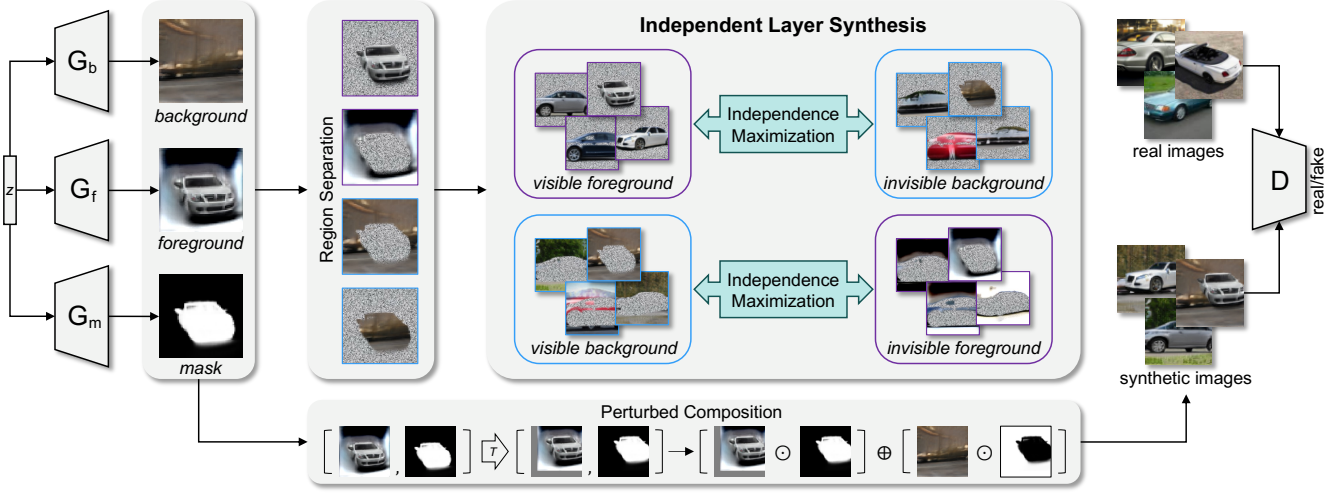 z
G_b
G_f
G_m
background
foreground
mask
Region Separation
Independent Layer Synthesis
visible foreground
Independence
Maximization
invisible background
visible background
Independence
Maximization
invisible foreground
real images
D
real/fake
synthetic images
Perturbed Composition
[ , ] T [ , ] → [ ⊙ ] ⊕ [ ⊙ ]